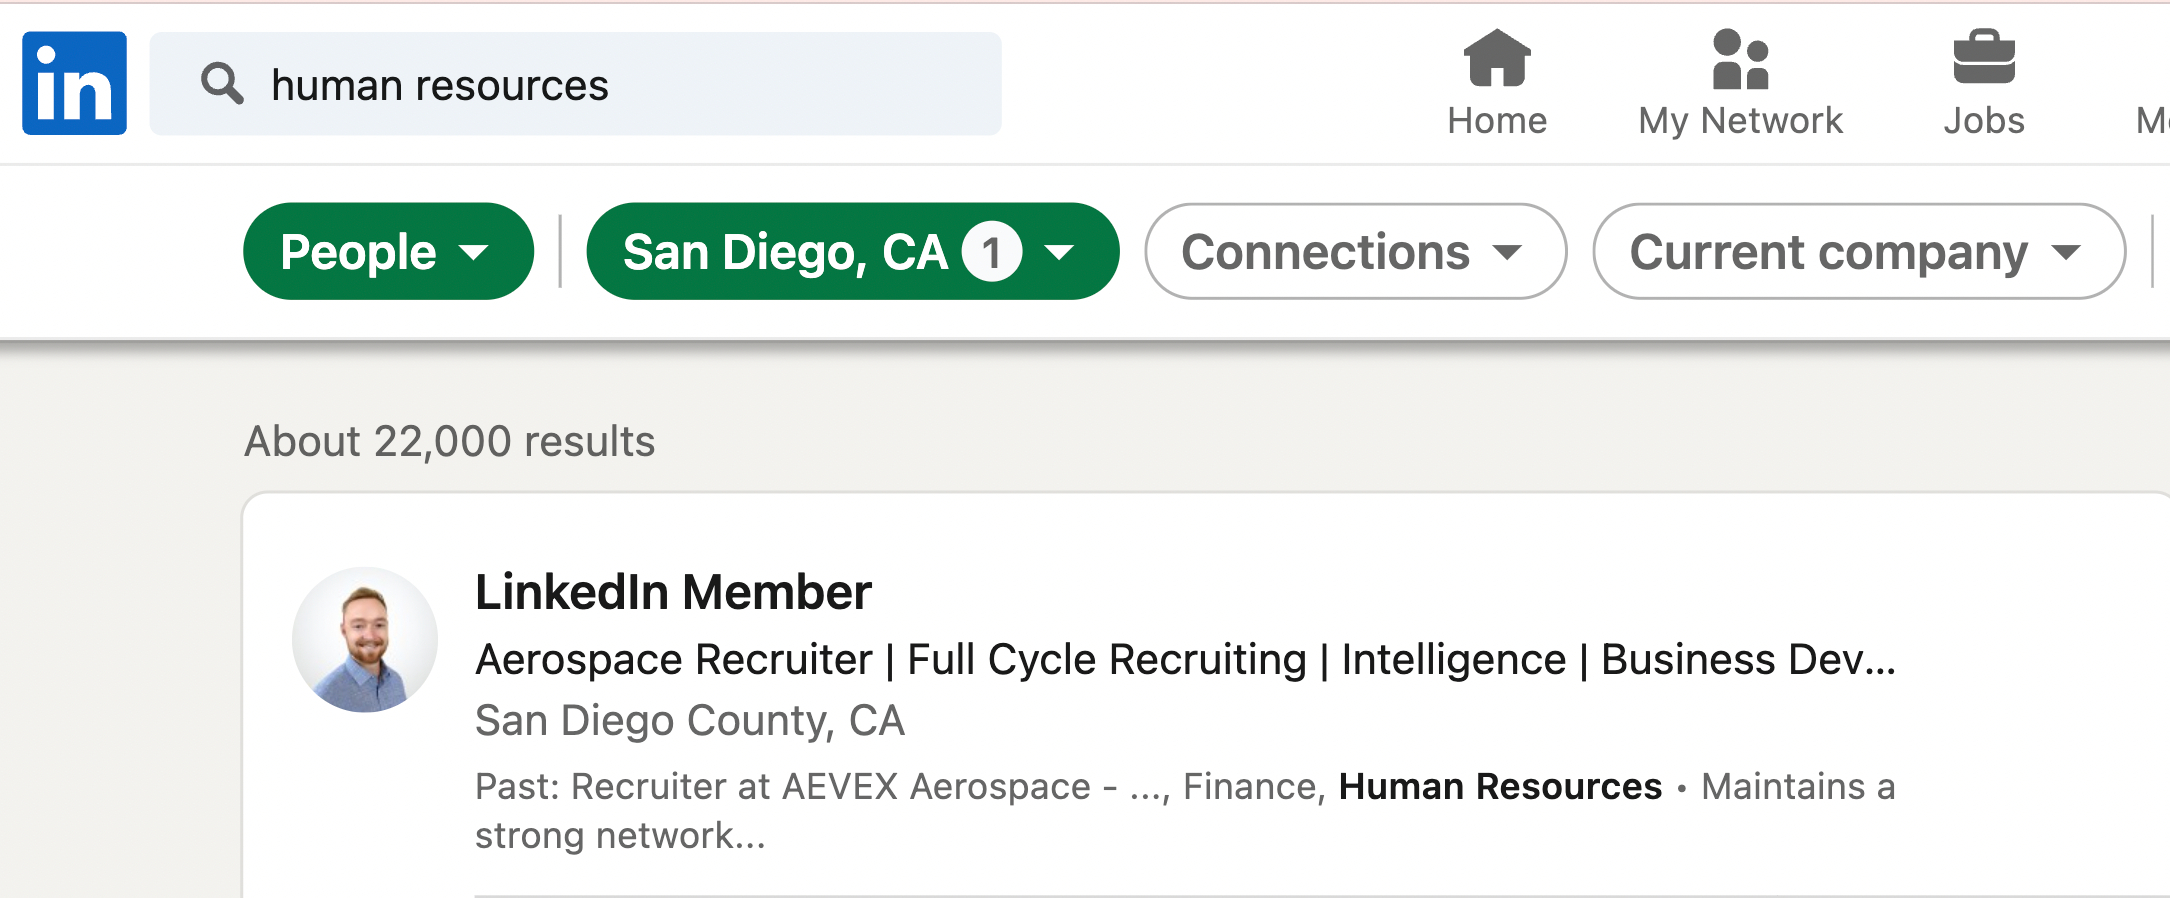 in
human resources
Home
My Network
Jobs
People
San Diego, CA 1
Connections
Current company
About 22,000 results
LinkedIn Member
Aerospace Recruiter | Full Cycle Recruiting | Intelligence | Business Dev...
San Diego County, CA
Past: Recruiter at AEVEX Aerospace - ..., Finance, Human Resources • Maintains a
strong network...